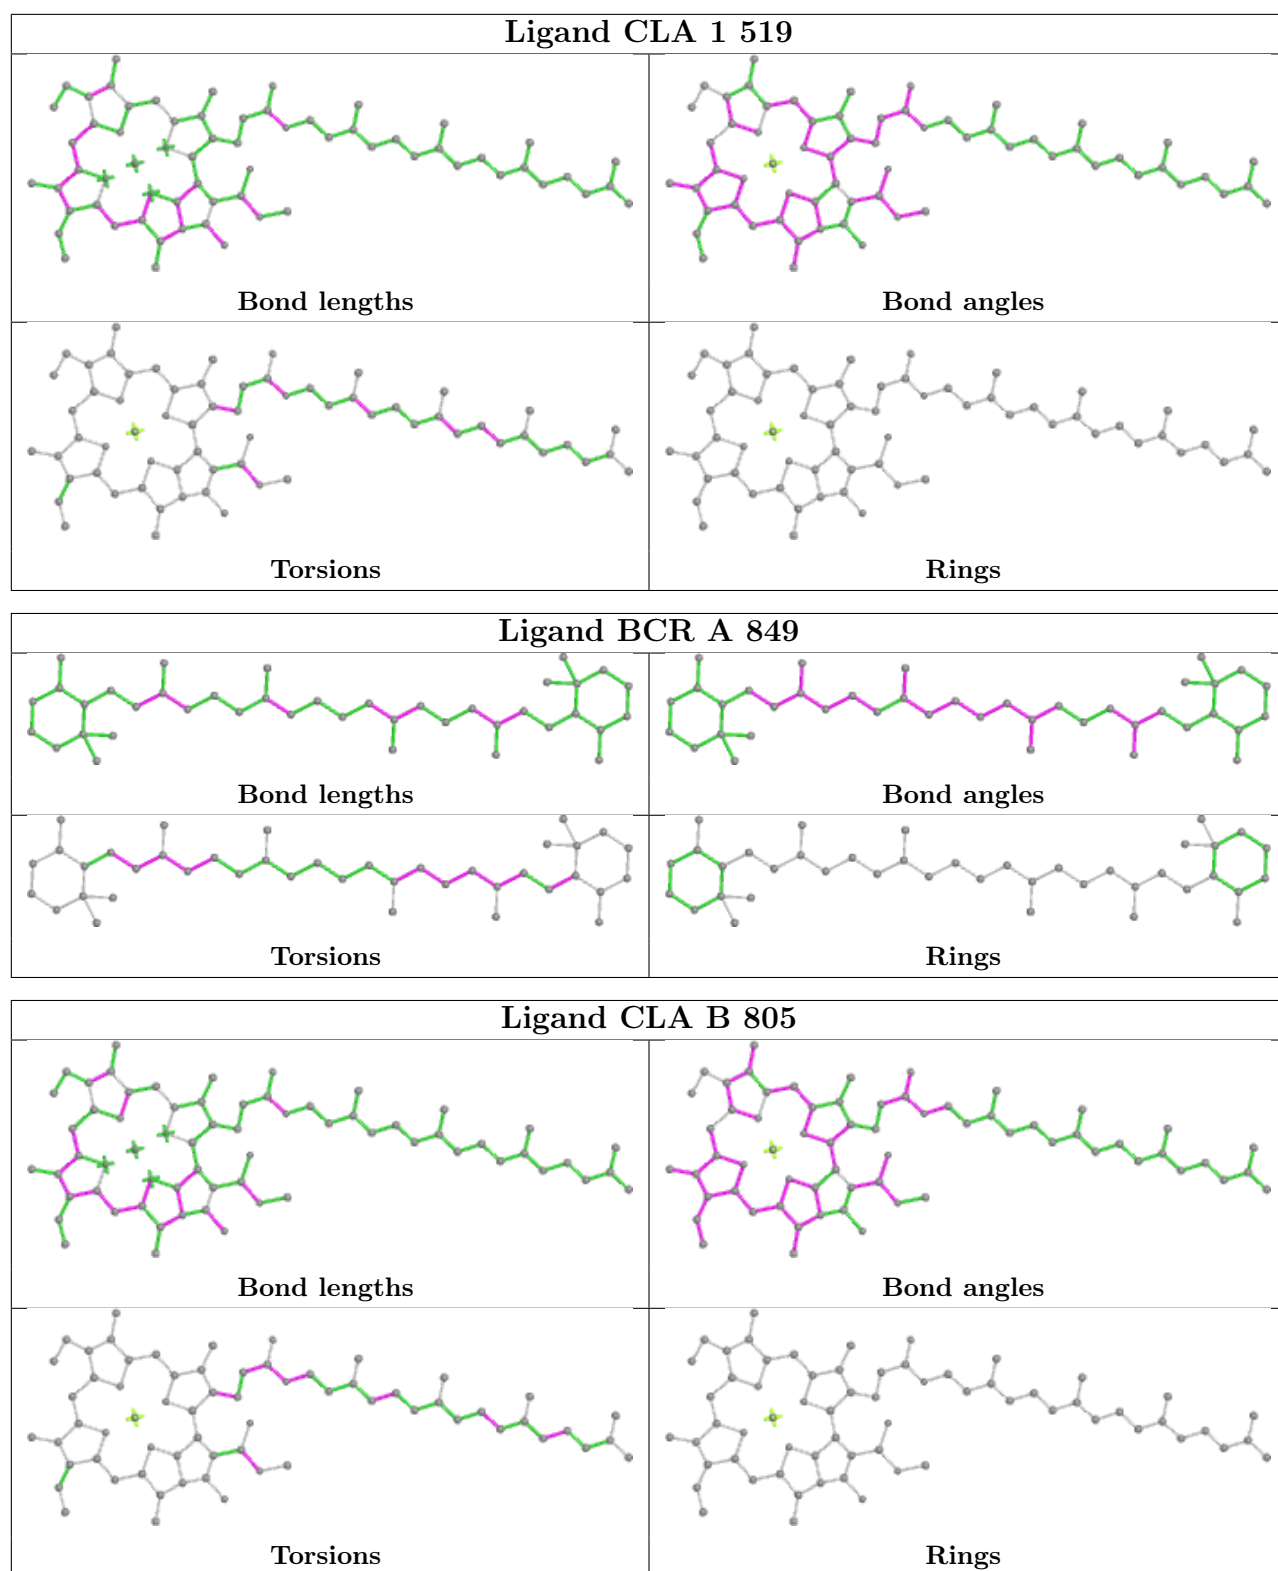 Ligand CLA 1 519
Bond lengths
Bond angles
Torsions
Rings
Ligand BCR A 849
Bond lengths
Bond angles
Torsions
Rings
Ligand CLA B 805
Bond lengths
Bond angles
Torsions
Rings